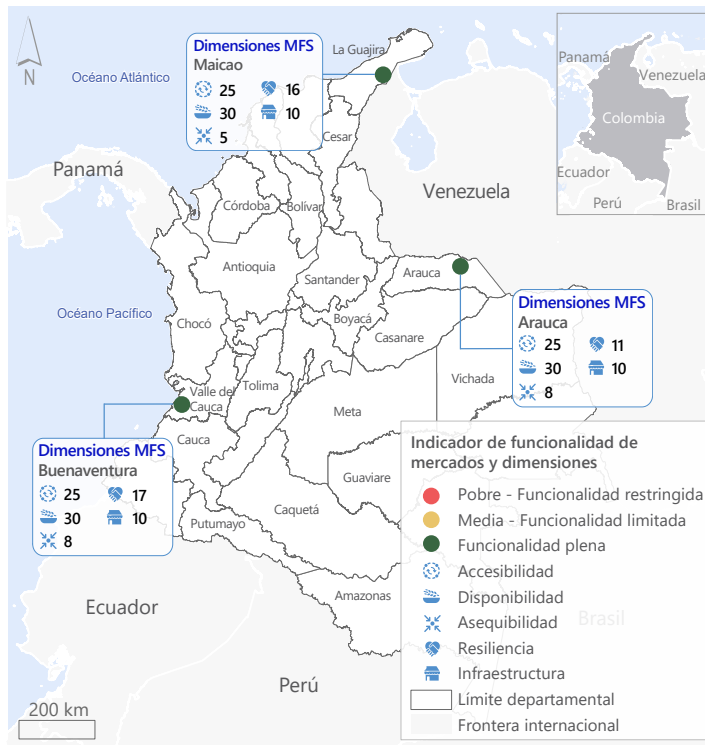 N
Océano Atlántico
Océano Pacífico
Panamá
Venezuela
Ecuador
Perú
Brasil
La Guajira
Cesar
Córdoba
Bolívar
Antioquia
Santander
Arauca
Boyacá
Casanare
Chocó
Valle del
Cauca
Tolima
Vichada
Meta
Cauca
Guaviare
Caquetá
Putumayo
Amazonas
Dimensiones MFS
Maicao
25 16
30 10
5
Dimensiones MFS
Arauca
25 11
30 10
8
Dimensiones MFS
Buenaventura
25 17
30 10
8
Panamá
Venezuela
Colombia
Ecuador
Perú
Brasil
Indicador de funcionalidad de
mercados y dimensiones
Pobre - Funcionalidad restringida
Media - Funcionalidad limitada
Funcionalidad plena
Accesibilidad
Disponibilidad
Asequibilidad
Resiliencia
Infraestructura
Límite departamental
Frontera internacional
200 km